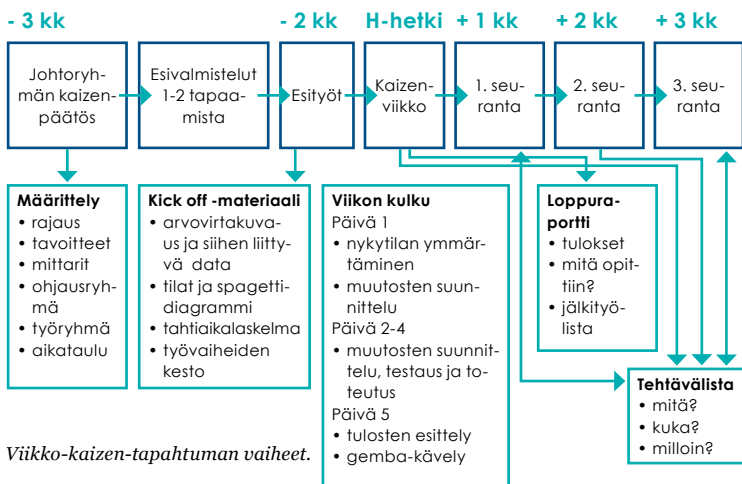 - 3 kk
- 2 kk
H-hetki
+ 1 kk
+ 2 kk
+ 3 kk
Johtoryh-
män kaizen-
päätös
Esivalmistelut
1-2 tapaa-
mista
Esityöt
Kaizen-
viikko
1. seu-
ranta
2. seu-
ranta
3. seu-
ranta
Määrittely
• rajaus
• tavoitteet
• mittarit
• ohjausryh-
mä
• työryhmä
• aikataulu
Kick off -materiaali
• arvovirtakuva-
us ja siihen liitty-
vä data
• tilat ja spagetti-
diagrammi
• tahtiaikalaskelma
• työvaiheiden
kesto
Viikon kulku
Päivä 1
• nykytilan ymmär-
täminen
• muutosten suun-
nittelu
Päivä 2-4
• muutosten suunnit-
telu, testaus ja to-
teutus
Päivä 5
• tulosten esittely
• gemba-kävely
Loppura-
portti
• tulokset
• mitä opit-
tiin?
• jälkityö-
lista
Tehtävälista
• mitä?
• kuka?
• milloin?
Viikko-kaizen-tapahtuman vaiheet.